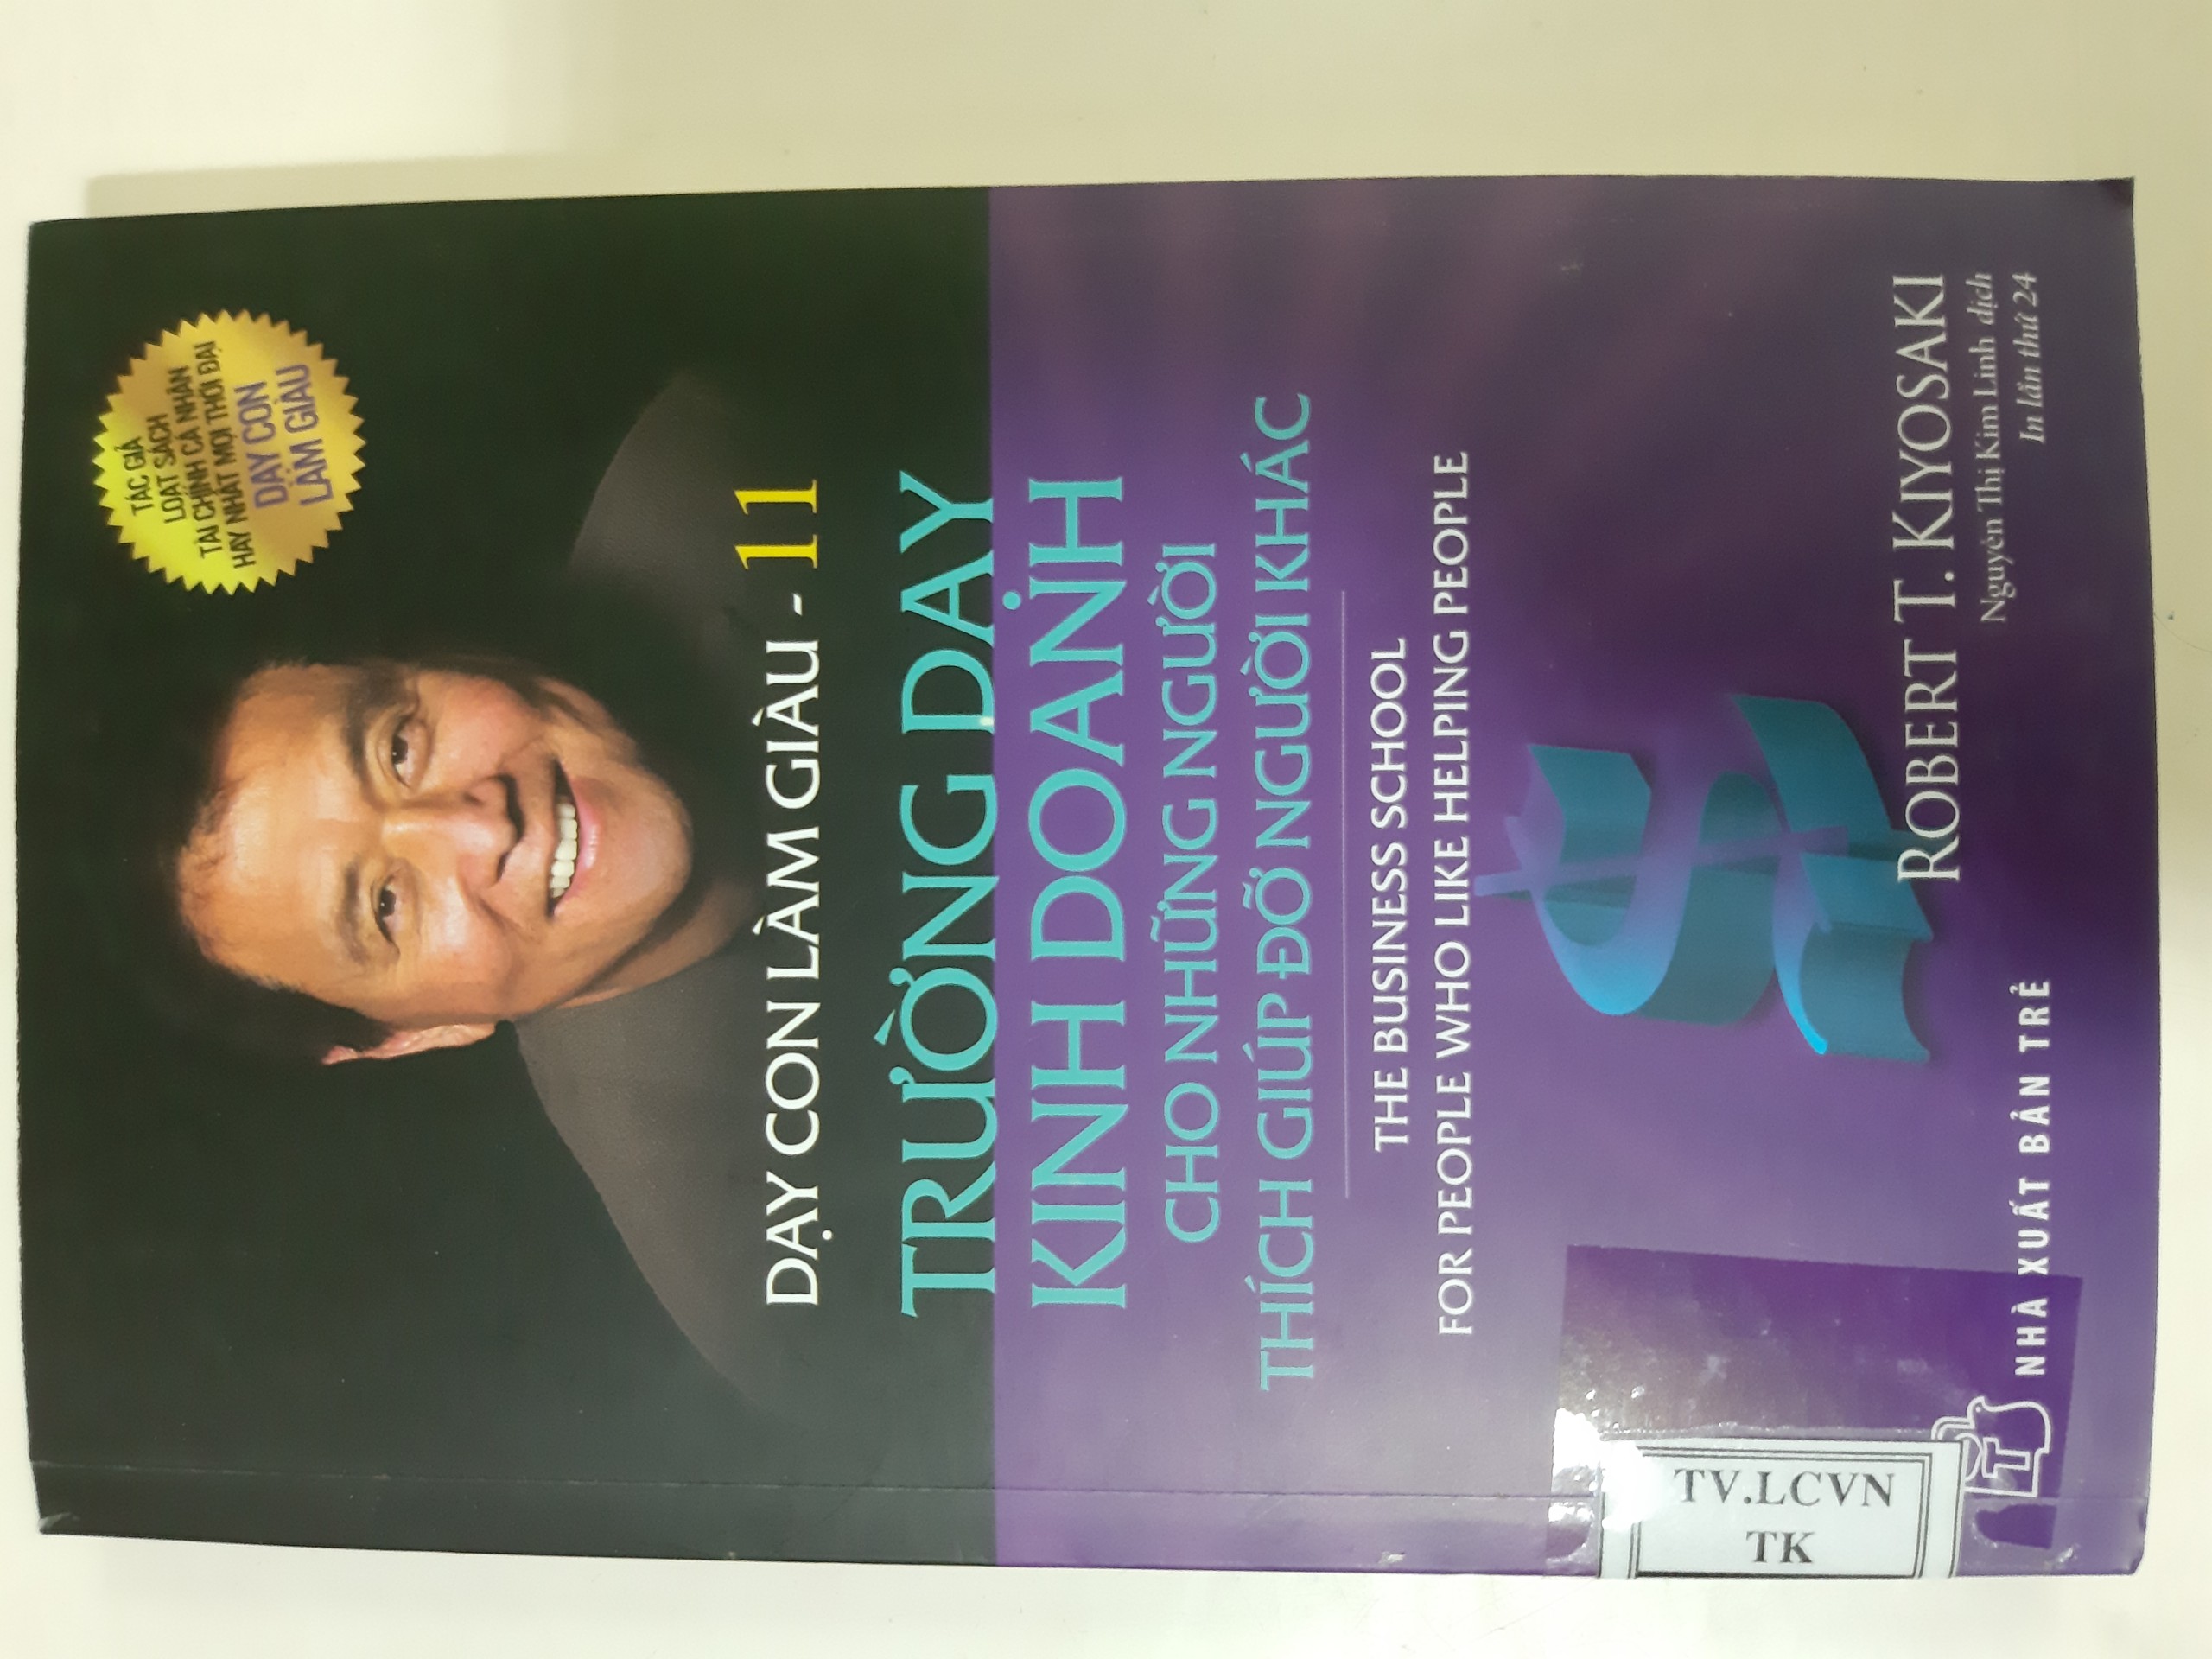 TÁC GIẢ
LOẠT SÁCH
TÀI CHÍNH CÁ NHÂN
HAY NHẤT MỌI THỜI ĐẠI
DẠY CON
LÀM GIÀU
DẠY CON LÀM GIÀU - 11
TRƯỜNG DẠY
KINH DOANH
CHO NHỮNG NGƯỜI
THÍCH GIÚP ĐỠ NGƯỜI KHÁC
THE BUSINESS SCHOOL
FOR PEOPLE WHO LIKE HELPING PEOPLE
TV.LCVN
TK
ROBERT T. KIYOSAKI
Nguyễn Thị Kim Linh dịch
In lần thứ 24
T
NHÀ XUẤT BẢN TRẺ